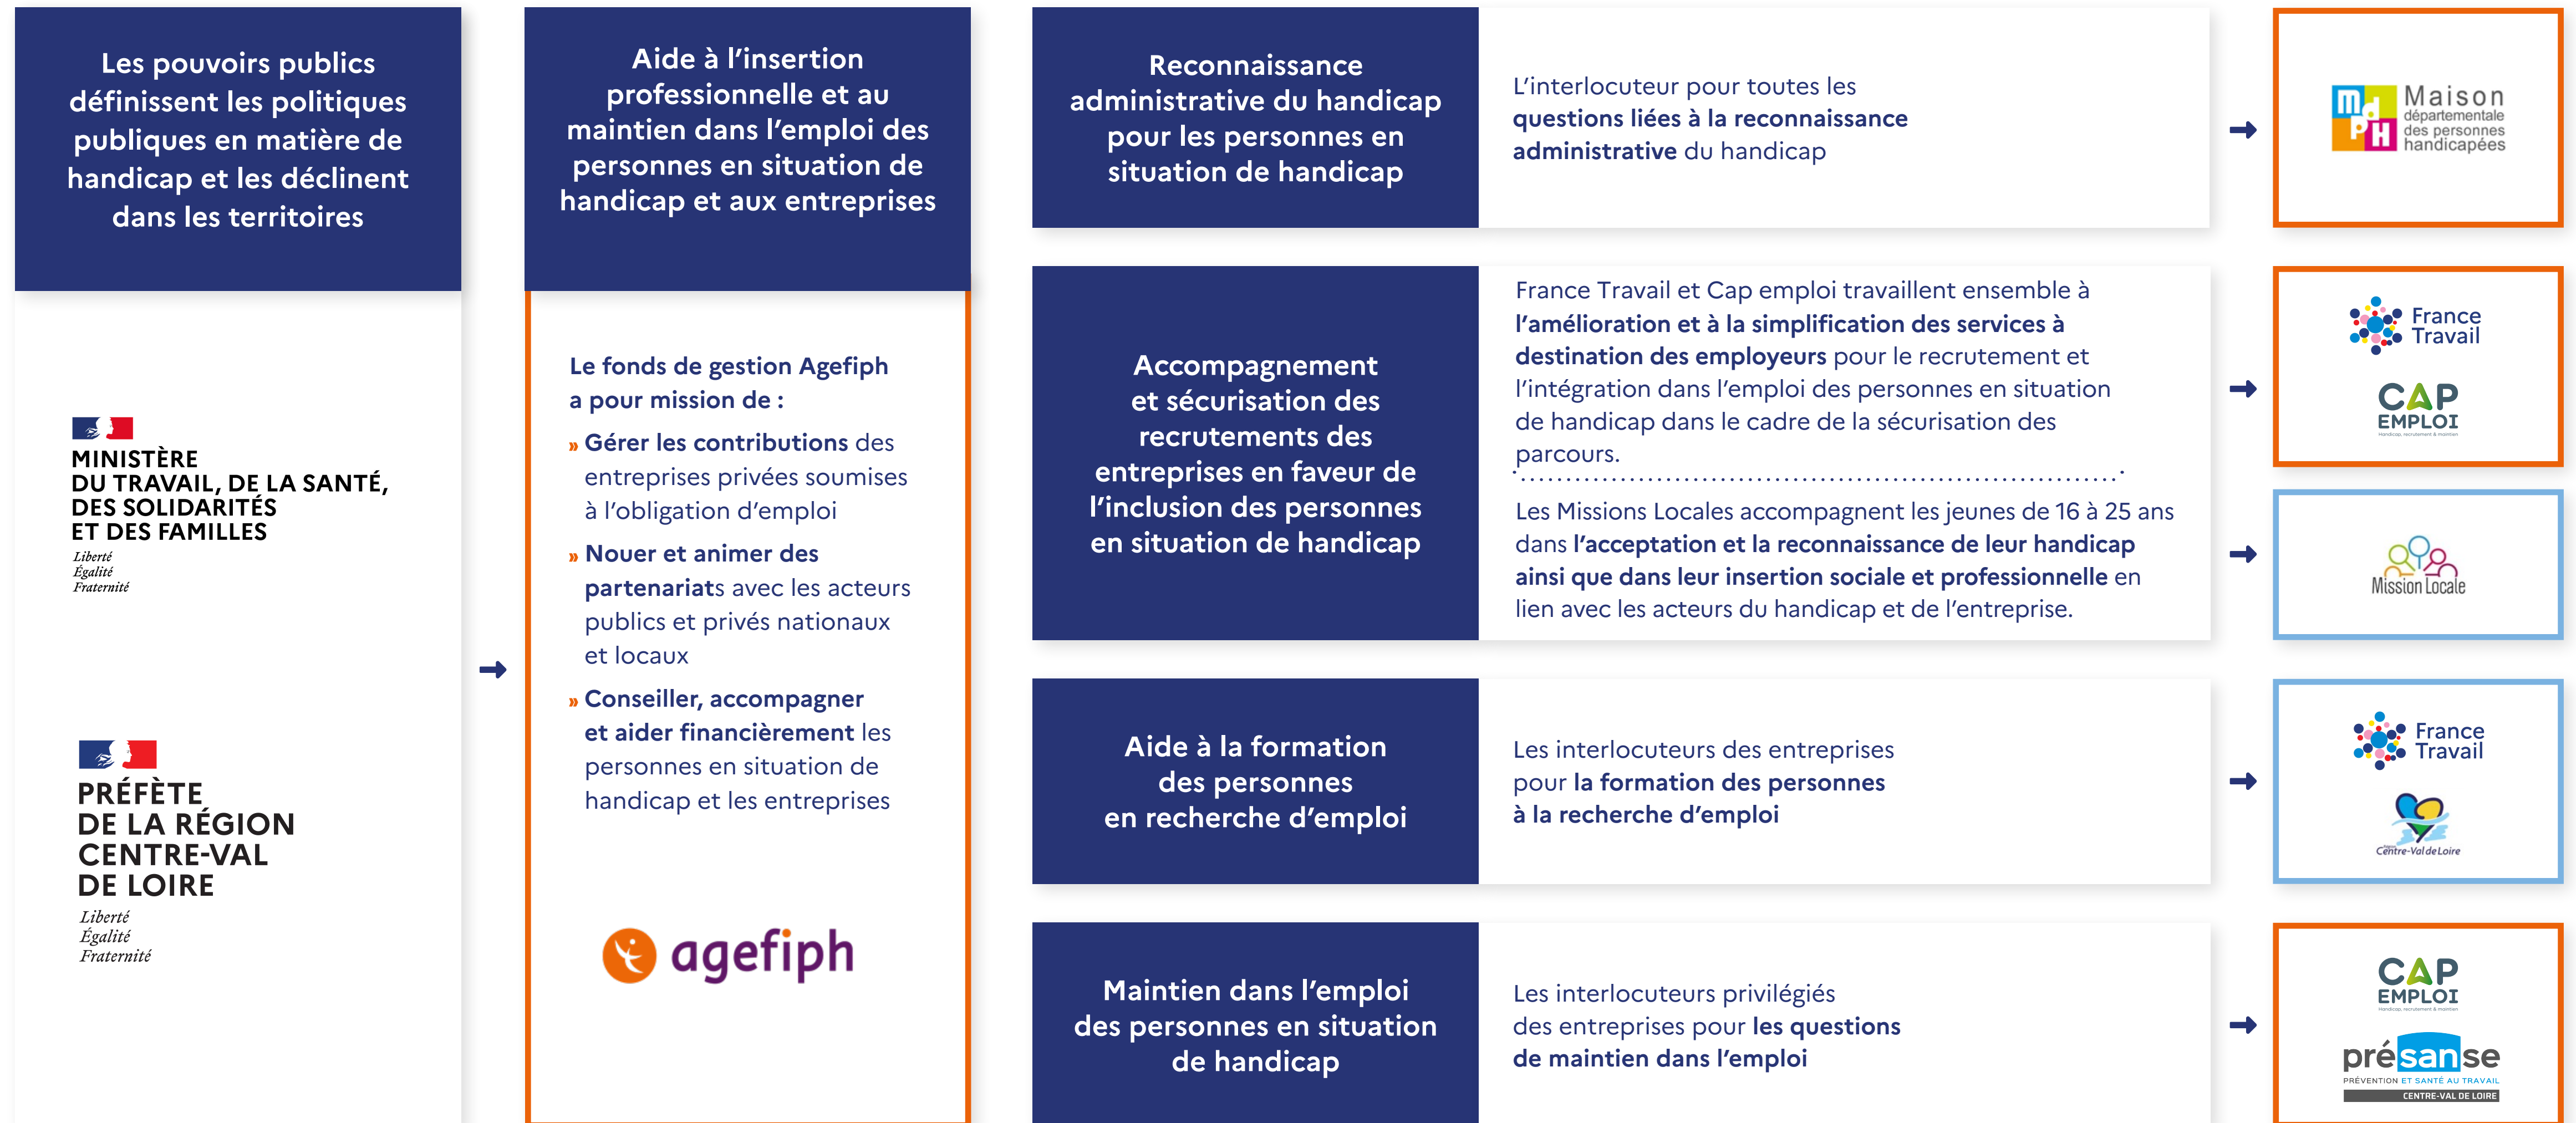 Les pouvoirs publics
définissent les politiques
publiques en matière de
handicap et les déclinent
dans les territoires
MINISTÈRE
DU TRAVAIL, DE LA SANTÉ,
DES SOLIDARITÉS
ET DES FAMILLES
Liberté
Égalité
Fraternité
PRÉFÈTE
DE LA RÉGION
CENTRE-VAL
DE LOIRE
Liberté
Égalité
Fraternité
Aide à l'insertion
professionnelle et au
maintien dans l'emploi des
personnes en situation de
handicap et aux entreprises
Le fonds de gestion Agefiph
a pour mission de :
» Gérer les contributions des
entreprises privées soumises
à l'obligation d'emploi
» Nouer et animer des
partenariats avec les acteurs
publics et privés nationaux
et locaux
» Conseiller, accompagner
et aider financièrement les
personnes en situation de
handicap et les entreprises
agefiph
Reconnaissance
administrative du handicap
pour les personnes en
situation de handicap
L'interlocuteur pour toutes les
questions liées à la reconnaissance
administrative du handicap
mdpH
Maison
départementale
des personnes
handicapées
Accompagnement
et sécurisation des
recrutements des
entreprises en faveur de
l'inclusion des personnes
en situation de handicap
France Travail et Cap emploi travaillent ensemble à
l'amélioration et à la simplification des services à
destination des employeurs pour le recrutement et
l'intégration dans l'emploi des personnes en situation
de handicap dans le cadre de la sécurisation des
parcours.
France
Travail
CAP
EMPLOI
Handicap, recrutement & maintien
Les Missions Locales accompagnent les jeunes de 16 à 25 ans
dans l'acceptation et la reconnaissance de leur handicap
ainsi que dans leur insertion sociale et professionnelle en
lien avec les acteurs du handicap et de l'entreprise.
Mission Locale
Aide à la formation
des personnes
en recherche d'emploi
Les interlocuteurs des entreprises
pour la formation des personnes
à la recherche d'emploi
France
Travail
Centre-Val de Loire
Maintien dans l'emploi
des personnes en situation
de handicap
Les interlocuteurs privilégiés
des entreprises pour les questions
de maintien dans l'emploi
CAP
EMPLOI
Handicap, recrutement & maintien
présanse
PRÉVENTION ET SANTÉ AU TRAVAIL
CENTRE-VAL DE LOIRE